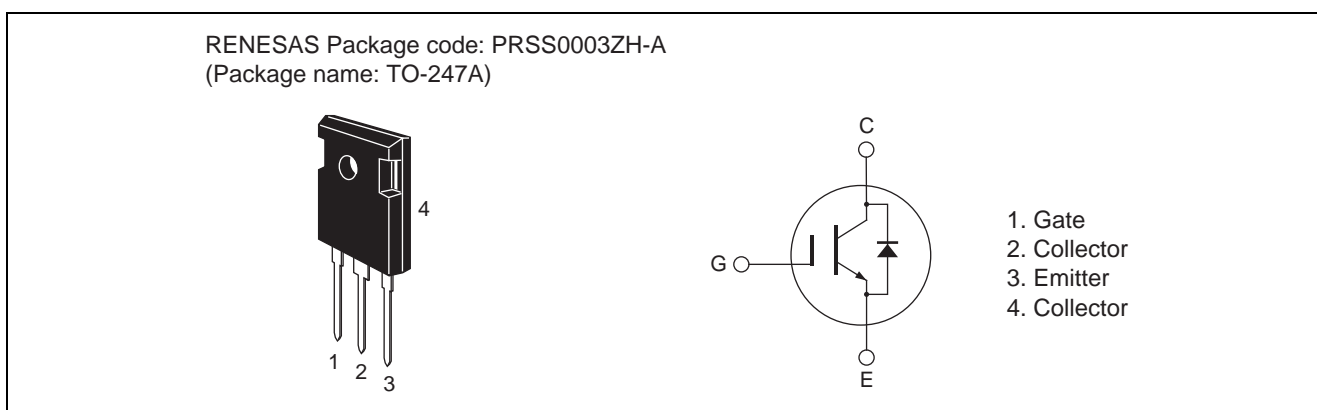 RENESAS Package code: PRSS0003ZH-A
(Package name: TO-247A)
4
1
2
3
C
G
E
1. Gate
2. Collector
3. Emitter
4. Collector